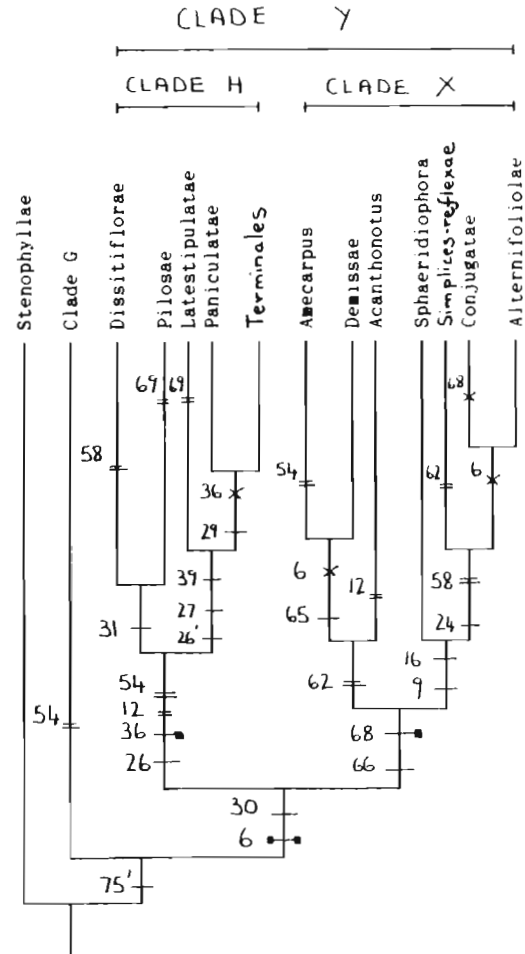 CLADE Y
CLADE H CLADE X
Stenophyllae
Clade G
Dissitiflorae
Pilosae
Latestipulatae
Paniculatae
Terminales
Amecarpus
Demissae
Acanthonotus
Sphaeridiophora
Simplices-reflexae
Conjugatae
Alternifoliolae
69 69 68
58 54 62 6
36
29
39 6 12 58
31 27 65 24
26'
16
54 62 9
12
54 36 68
26 66
30
6
75'